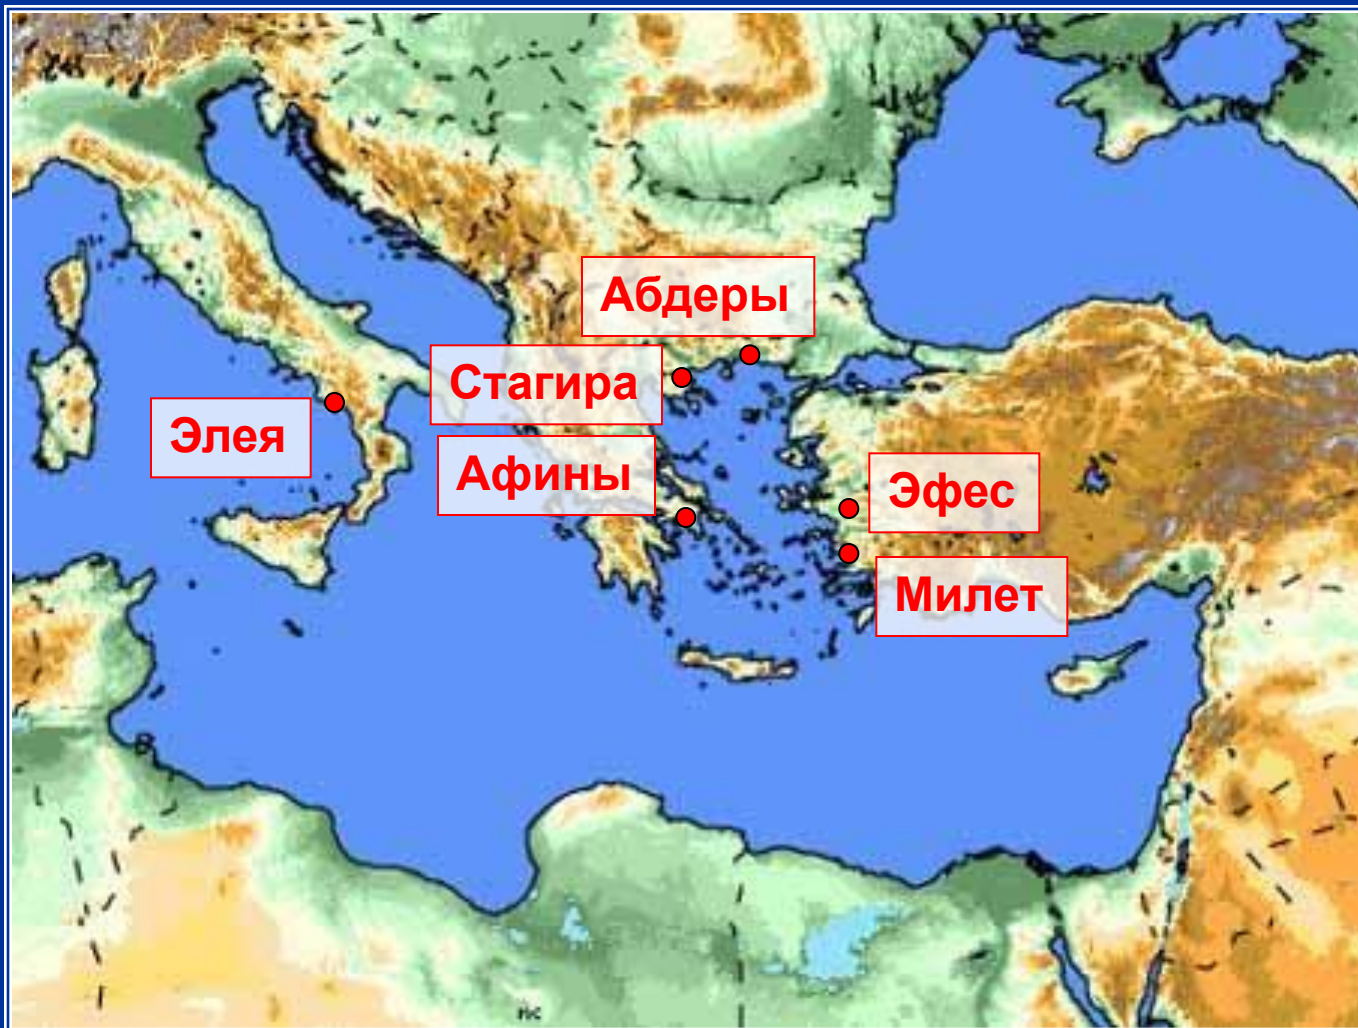 Абдеры
Стагира
Элея
Афины
Эфес
Милет